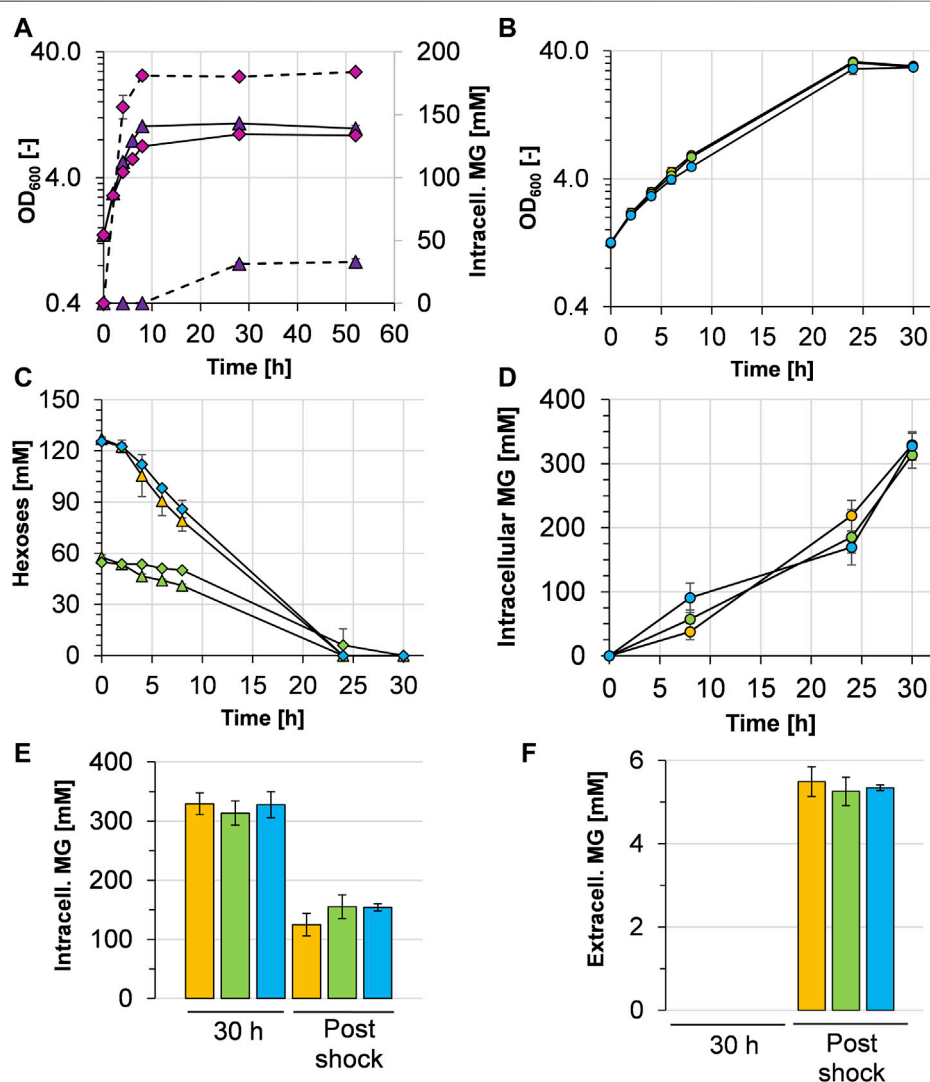 A
40.0
4.0
0.4
OD600 [-]
200
150
100
50
0
Intracell. MG [mM]
0 10 20 30 40 50 60
Time [h]
B
40.0
4.0
0.4
OD600 [-]
0 5 10 15 20 25 30
Time [h]
C
150
120
90
60
30
0
Hexoses [mM]
0 5 10 15 20 25 30
Time [h]
D
400
300
200
100
0
Intracellular MG [mM]
0 5 10 15 20 25 30
Time [h]
E
400
300
200
100
0
Intracell. MG [mM]
30 h
Post
shock
F
6
4
2
0
Extracell. MG [mM]
30 h
Post
shock